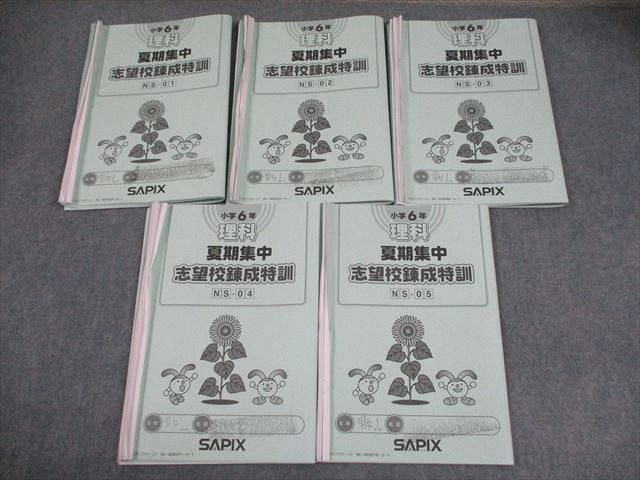 小学6年
理科
夏期集中
志望校錬成特訓
NS-01
SAPIX
小学6年
理科
夏期集中
志望校錬成特訓
NS-02
SAPIX
小学6年
理科
夏期集中
志望校錬成特訓
NS-03
SAPIX
小学6年
理科
夏期集中
志望校錬成特訓
NS-04
SAPIX
小学6年
理科
夏期集中
志望校錬成特訓
NS-05
SAPIX